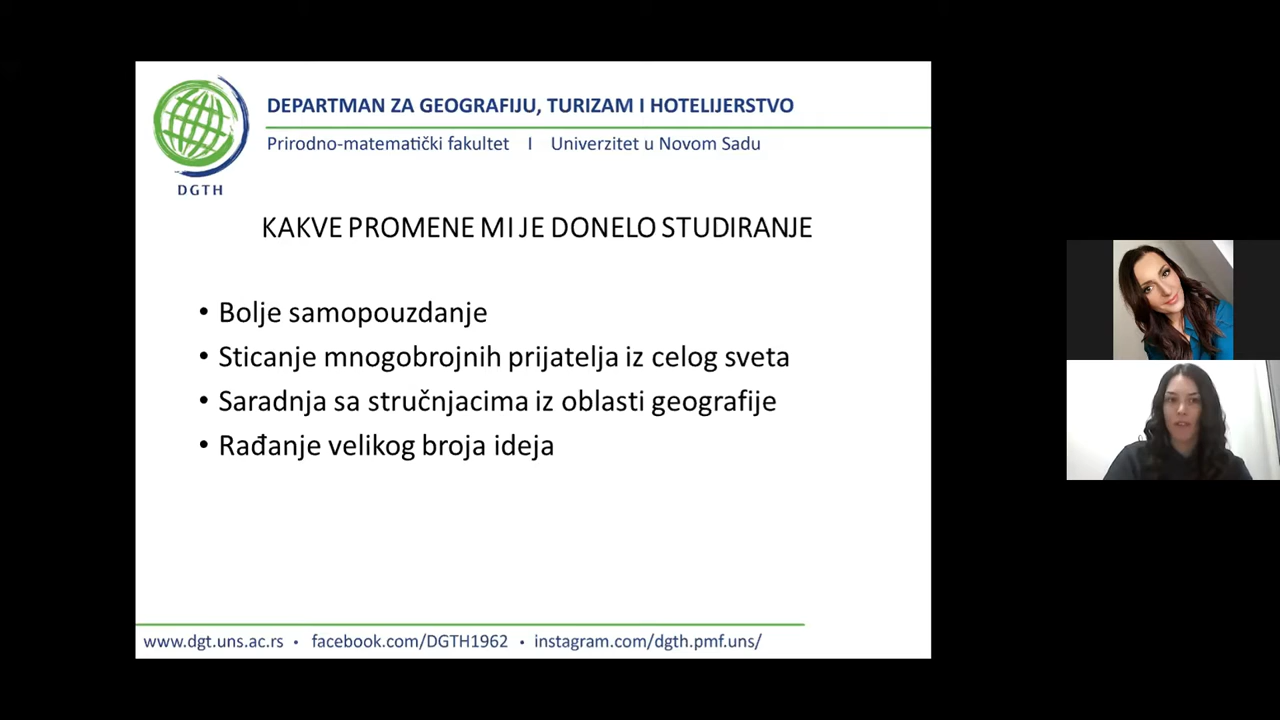 DEPARTMAN ZA GEOGRAFIJU, TURIZAM I HOTELIJERSTVO
Prirodno-matematički fakultet I Univerzitet u Novom Sadu
DGTH
KAKVE PROMENE MI JE DONELO STUDIRANJE
• Bolje samopouzdanje
• Sticanje mnogobrojnih prijatelja iz celog sveta
• Saradnja sa stručnjacima iz oblasti geografije
• Rađanje velikog broja ideja
www.dgt.uns.ac.rs • facebook.com/DGTH1962 • instagram.com/dgth.pmf.uns/